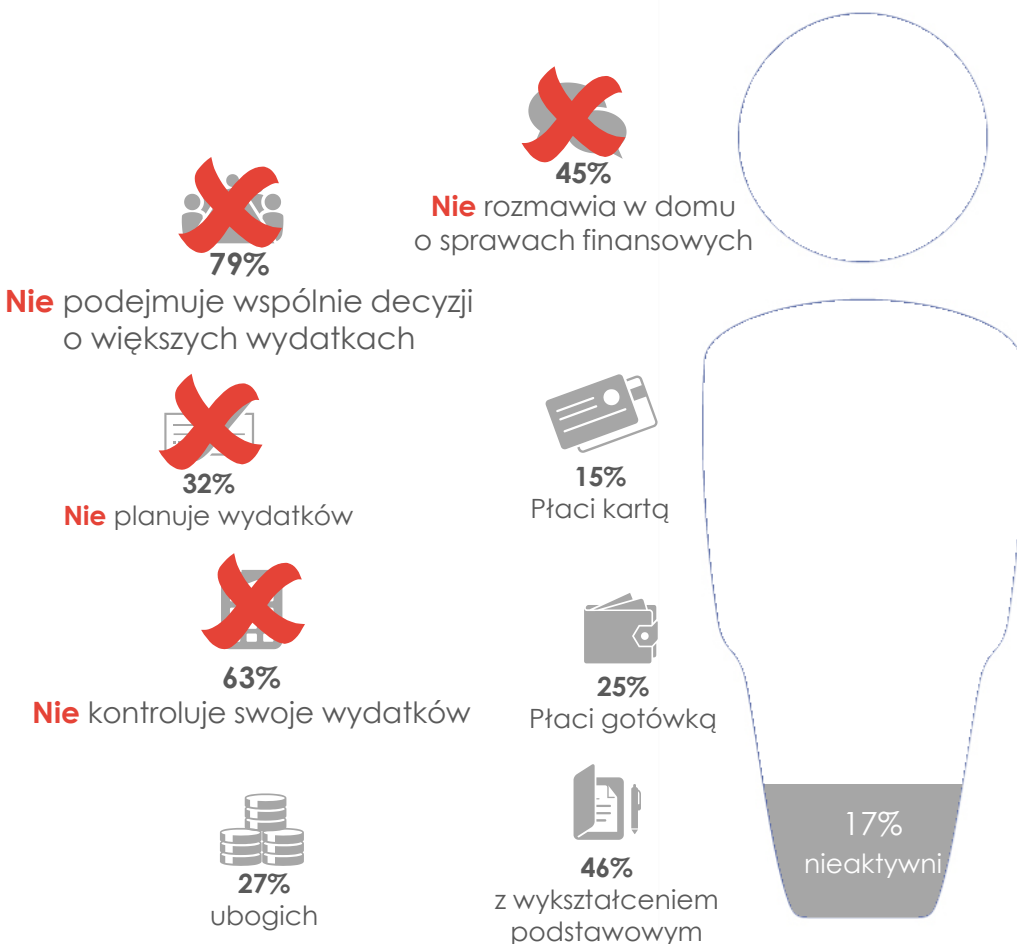 45%
Nie rozmawia w domu
o sprawach finansowych
79%
Nie podejmuje wspólnie decyzji
o większych wydatkach
32%
Nie planuje wydatków
15%
Płaci kartą
63%
Nie kontroluje swoje wydatków
25%
Płaci gotówką
27%
ubogich
46%
z wykształceniem
podstawowym
17%
nieaktywni